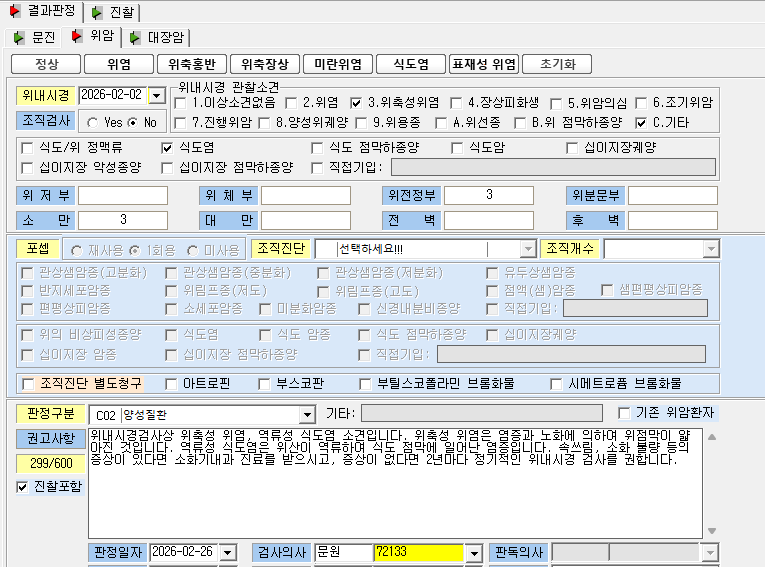 결과판정 진찰
문진 위암 대장암
정상 위염 위축홍반 위축장상 미란위염 식도염 표재성 위염 초기화
위내시경 2026-02-02 위내시경 관찰소견
1.이상소견없음 2.위염 3.위축성위염 4.장상피화생 5.위암의심 6.조기위암
조직검사 Yes No 7.진행위암 8.양성위궤양 9.위용종 A.위선종 B.위 점막하종양 C.기타
식도/위 정맥류 식도염 식도 점막하종양 식도암 십이지장궤양
십이지장 악성종양 십이지장 점막하종양 직접기입:
위 저 부 위 체 부 위전정부 3 위분문부
소 만 3 대 만 전 벽 후 벽
포셉 재사용 1회용 미사용 조직진단 선택하세요!!! 조직개수
관상샘암종(고분화) 관상샘암종(중분화) 관상샘암종(저분화) 유두상샘암종
반지세포암종 위림프종(저도) 위림프종(고도) 점액(샘)암종 샘편평상피암종
편평상피암종 소세포암종 미분화암종 신경내분비종양 직접기입:
위의 비상피성종양 식도염 식도 암종 식도 점막하종양 십이지장궤양
십이지장 암종 십이지장 점막하종양 직접기입:
조직진단 별도청구 아트로핀 부스코판 부틸스코폴라민 브롬화물 시메트로퓸 브롬화물
판정구분 C02 양성질환 기타: 기존 위암환자
권고사항 위내시경검사상 위축성 위염, 역류성 식도염 소견입니다. 위축성 위염은 염증과 노화에 의하여 위점막이 얇
299/600 아진 것입니다. 역류성 식도염은 위산이 역류하여 식도 점막에 일어난 염증입니다. 속쓰림, 소화 불량 등의
진찰포함 증상이 있다면 소화기내과 진료를 받으시고, 증상이 없다면 2년마다 정기적인 위내시경 검사를 권합니다.
판정일자 2026-02-26 검사의사 문원 72133 판독의사